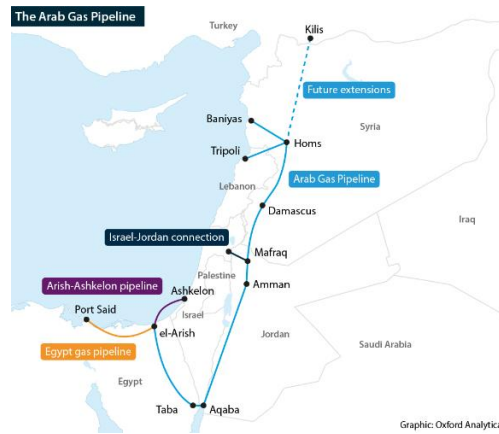 The Arab Gas Pipeline
Turkey
Kilis
Future extensions
Baniyas
Syria
Homs
Tripoli
Arab Gas Pipeline
Lebanon
Damascus
Iraq
Israel-Jordan connection
Mafraq
Palestine
Arish-Ashkelon pipeline
Ashkelon
Amman
Port Said
Israel
el-Arish
Jordan
Egypt gas pipeline
Saudi Arabia
Egypt
Taba
Aqaba
Graphic: Oxford Analytica